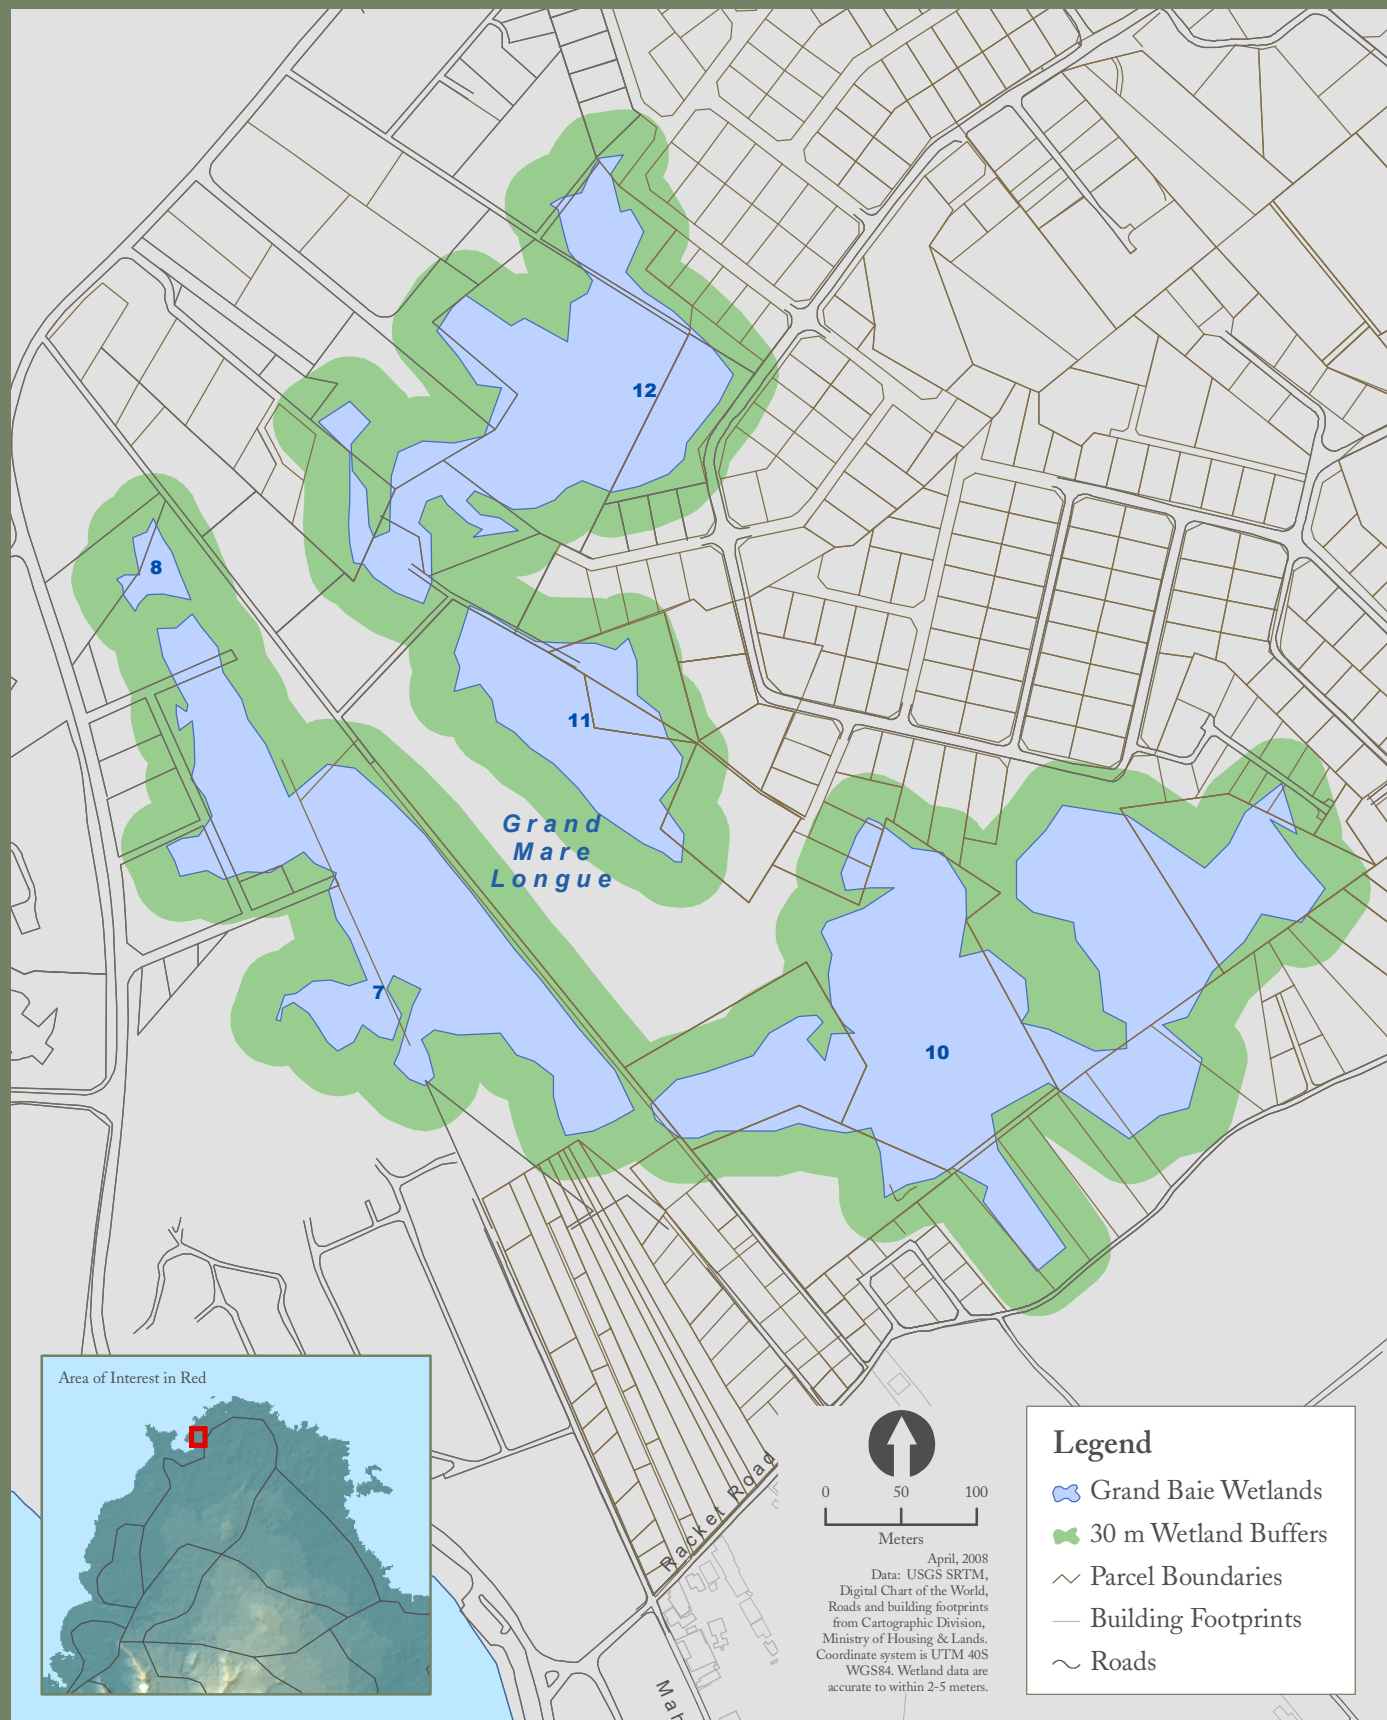 12
8
11
Grand
Mare
Longue
7
10
Racket Road
Mah
Area of Interest in Red
0 50 100
Meters
April, 2008
Data: USGS SRTM,
Digital Chart of the World,
Roads and building footprints
from Cartographic Division,
Ministry of Housing & Lands.
Coordinate system is UTM 40S
WGS84. Wetland data are
accurate to within 2-5 meters.
Legend
Grand Baie Wetlands
30 m Wetland Buffers
Parcel Boundaries
Building Footprints
Roads